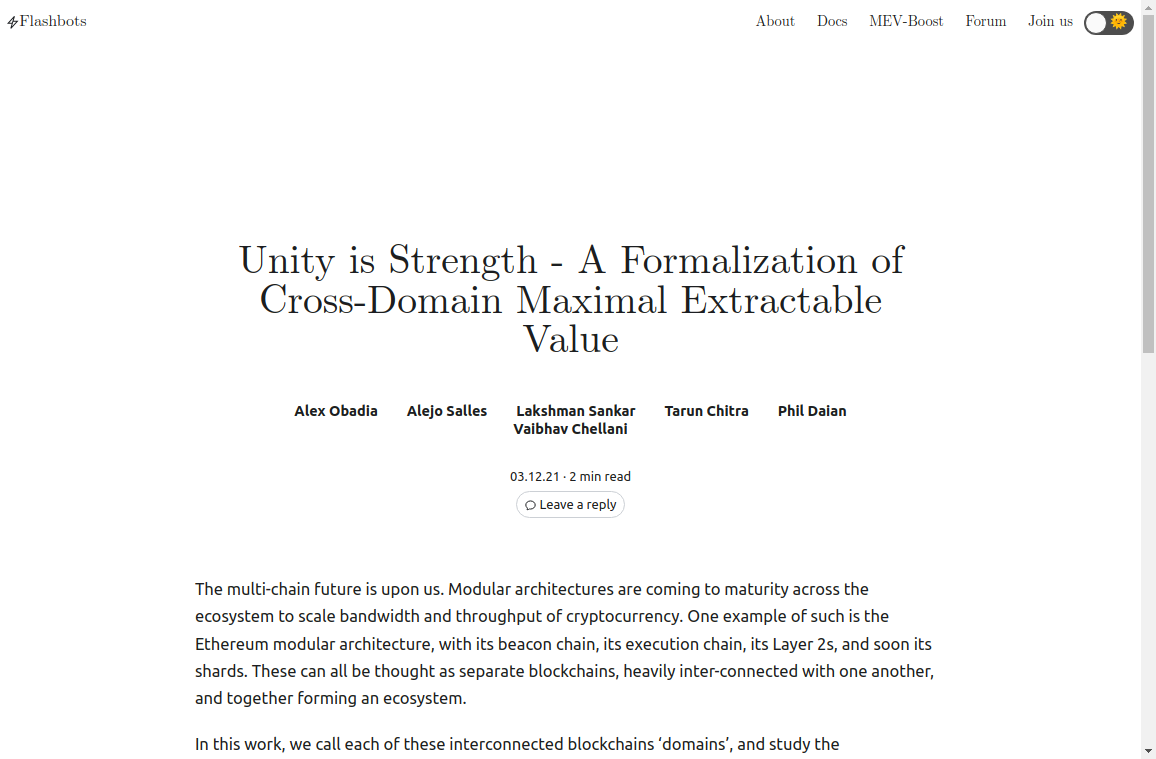 Flashbots
About Docs MEV-Boost Forum Join us
Unity is Strength - A Formalization of
Cross-Domain Maximal Extractable
Value
Alex Obadia Alejo Salles Lakshman Sankar Tarun Chitra Phil Daian
Vaibhav Chellani
03.12.21 · 2 min read
Leave a reply
The multi-chain future is upon us. Modular architectures are coming to maturity across the
ecosystem to scale bandwidth and throughput of cryptocurrency. One example of such is the
Ethereum modular architecture, with its beacon chain, its execution chain, its Layer 2s, and soon its
shards. These can all be thought as separate blockchains, heavily inter-connected with one another,
and together forming an ecosystem.
In this work, we call each of these interconnected blockchains ‘domains’, and study the